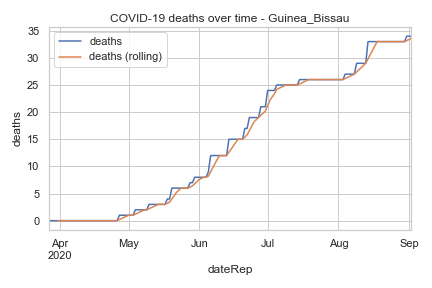 COVID-19 deaths over time - Guinea_Bissau
deaths
deaths (rolling)
35
30
25
20
15
10
5
0
deaths
Apr
2020
May
Jun
Jul
Aug
Sep
dateRep